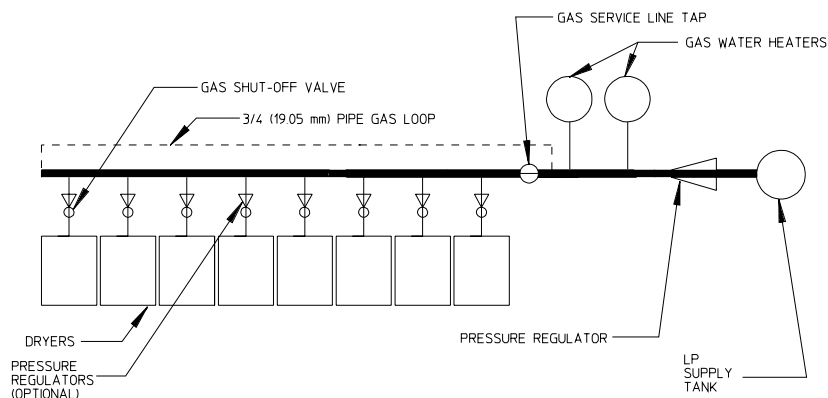 GAS SERVICE LINE TAP
GAS WATER HEATERS
GAS SHUT-OFF VALVE
3/4 (19.05 mm) PIPE GAS LOOP
DRYERS
PRESSURE REGULATOR
PRESSURE
REGULATORS
(OPTIONAL)
LP
SUPPLY
TANK